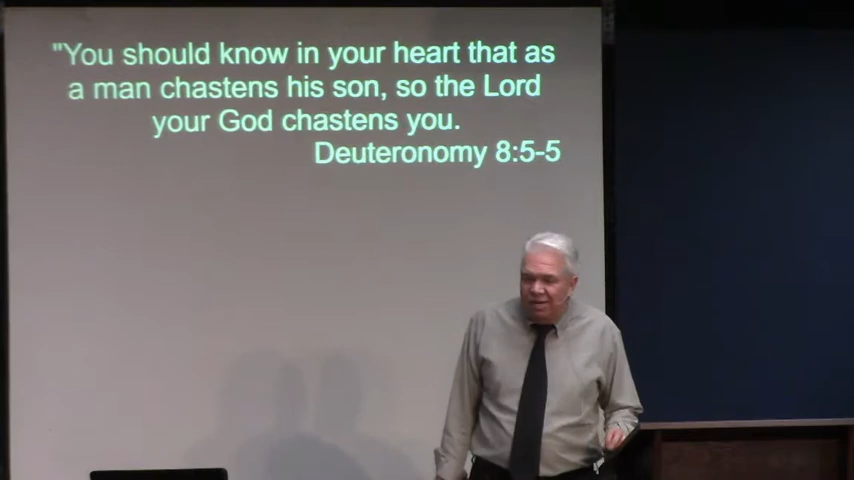 "You should know in your heart that as
a man chastens his son, so the Lord
your God chastens you.
Deuteronomy 8:5-5